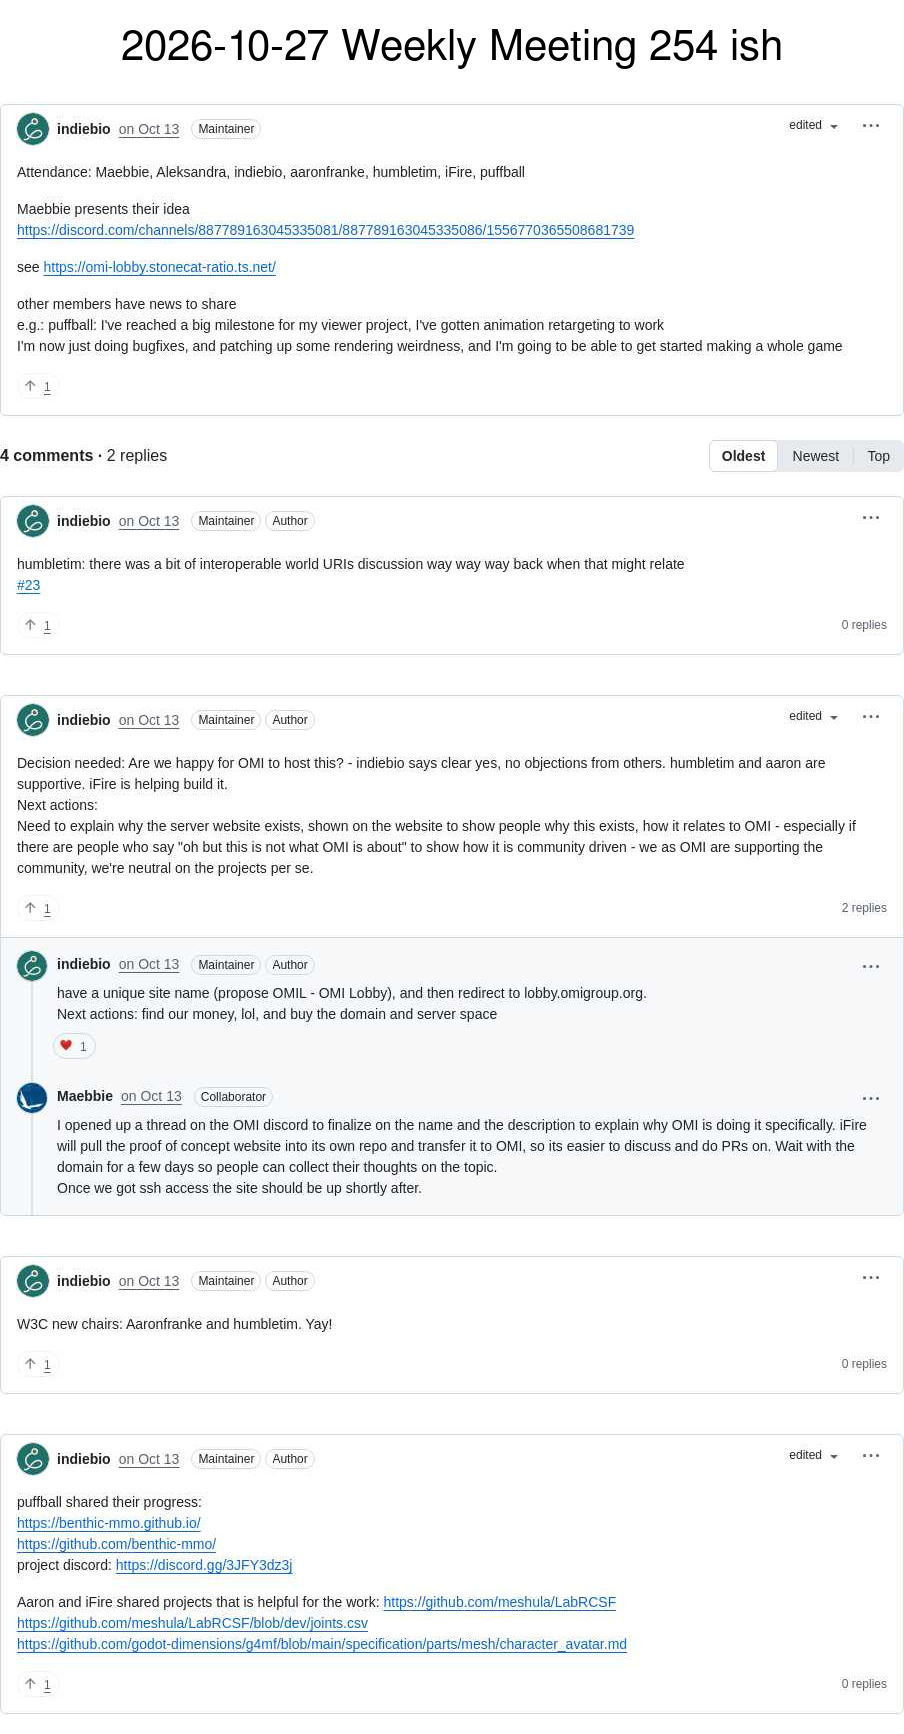 2026-10-27 Weekly Meeting 254 ish
indiebio on Oct 13 Maintainer edited
Attendance: Maebbie, Aleksandra, indiebio, aaronfranke, humbletim, iFire, puffball
Maebbie presents their idea
https://discord.com/channels/887789163045335081/887789163045335086/1556770365508681739
see https://omi-lobby.stonecat-ratio.ts.net/
other members have news to share
e.g.: puffball: I've reached a big milestone for my viewer project, I've gotten animation retargeting to work
I'm now just doing bugfixes, and patching up some rendering weirdness, and I'm going to be able to get started making a whole game
↑ 1
4 comments · 2 replies Oldest Newest Top
indiebio on Oct 13 Maintainer Author
humbletim: there was a bit of interoperable world URIs discussion way way way back when that might relate
#23
↑ 1 0 replies
indiebio on Oct 13 Maintainer Author edited
Decision needed: Are we happy for OMI to host this? - indiebio says clear yes, no objections from others. humbletim and aaron are
supportive. iFire is helping build it.
Next actions:
Need to explain why the server website exists, shown on the website to show people why this exists, how it relates to OMI - especially if
there are people who say "oh but this is not what OMI is about" to show how it is community driven - we as OMI are supporting the
community, we're neutral on the projects per se.
↑ 1 2 replies
indiebio on Oct 13 Maintainer Author
have a unique site name (propose OMIL - OMI Lobby), and then redirect to lobby.omigroup.org.
Next actions: find our money, lol, and buy the domain and server space
❤️ 1
Maebbie on Oct 13 Collaborator
I opened up a thread on the OMI discord to finalize on the name and the description to explain why OMI is doing it specifically. iFire
will pull the proof of concept website into its own repo and transfer it to OMI, so its easier to discuss and do PRs on. Wait with the
domain for a few days so people can collect their thoughts on the topic.
Once we got ssh access the site should be up shortly after.
indiebio on Oct 13 Maintainer Author
W3C new chairs: Aaronfranke and humbletim. Yay!
↑ 1 0 replies
indiebio on Oct 13 Maintainer Author edited
puffball shared their progress:
https://benthic-mmo.github.io/
https://github.com/benthic-mmo/
project discord: https://discord.gg/3JFY3dz3j
Aaron and iFire shared projects that is helpful for the work: https://github.com/meshula/LabRCSF
https://github.com/meshula/LabRCSF/blob/dev/joints.csv
https://github.com/godot-dimensions/g4mf/blob/main/specification/parts/mesh/character_avatar.md
↑ 1 0 replies